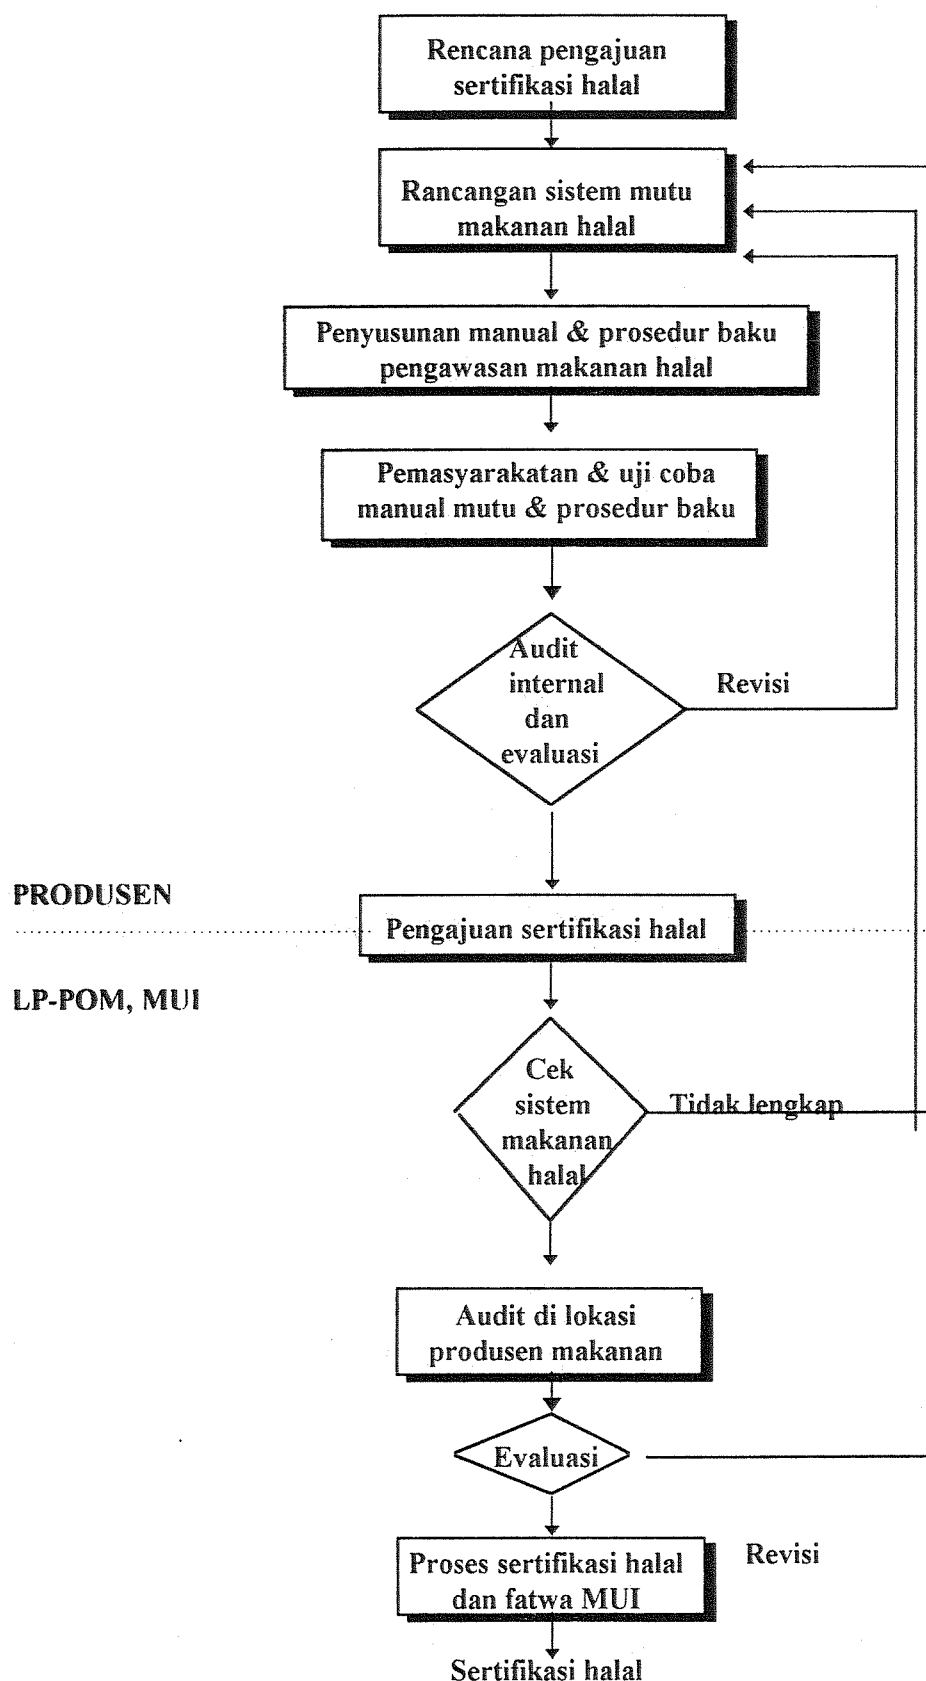 Rencana pengajuan
sertifikasi halal
Rancangan sistem mutu
makanan halal
Penyusunan manual & prosedur baku
pengawasan makanan halal
Pemasyarakatan & uji coba
manual mutu & prosedur baku
Audit
internal
dan
evaluasi
Revisi
PRODUSEN
Pengajuan sertifikasi halal
LP-POM, MUI
Cek
sistem
makanan
halal
Tidak lengkap
Audit di lokasi
produsen makanan
Evaluasi
Proses sertifikasi halal
dan fatwa MUI
Revisi
Sertifikasi halal